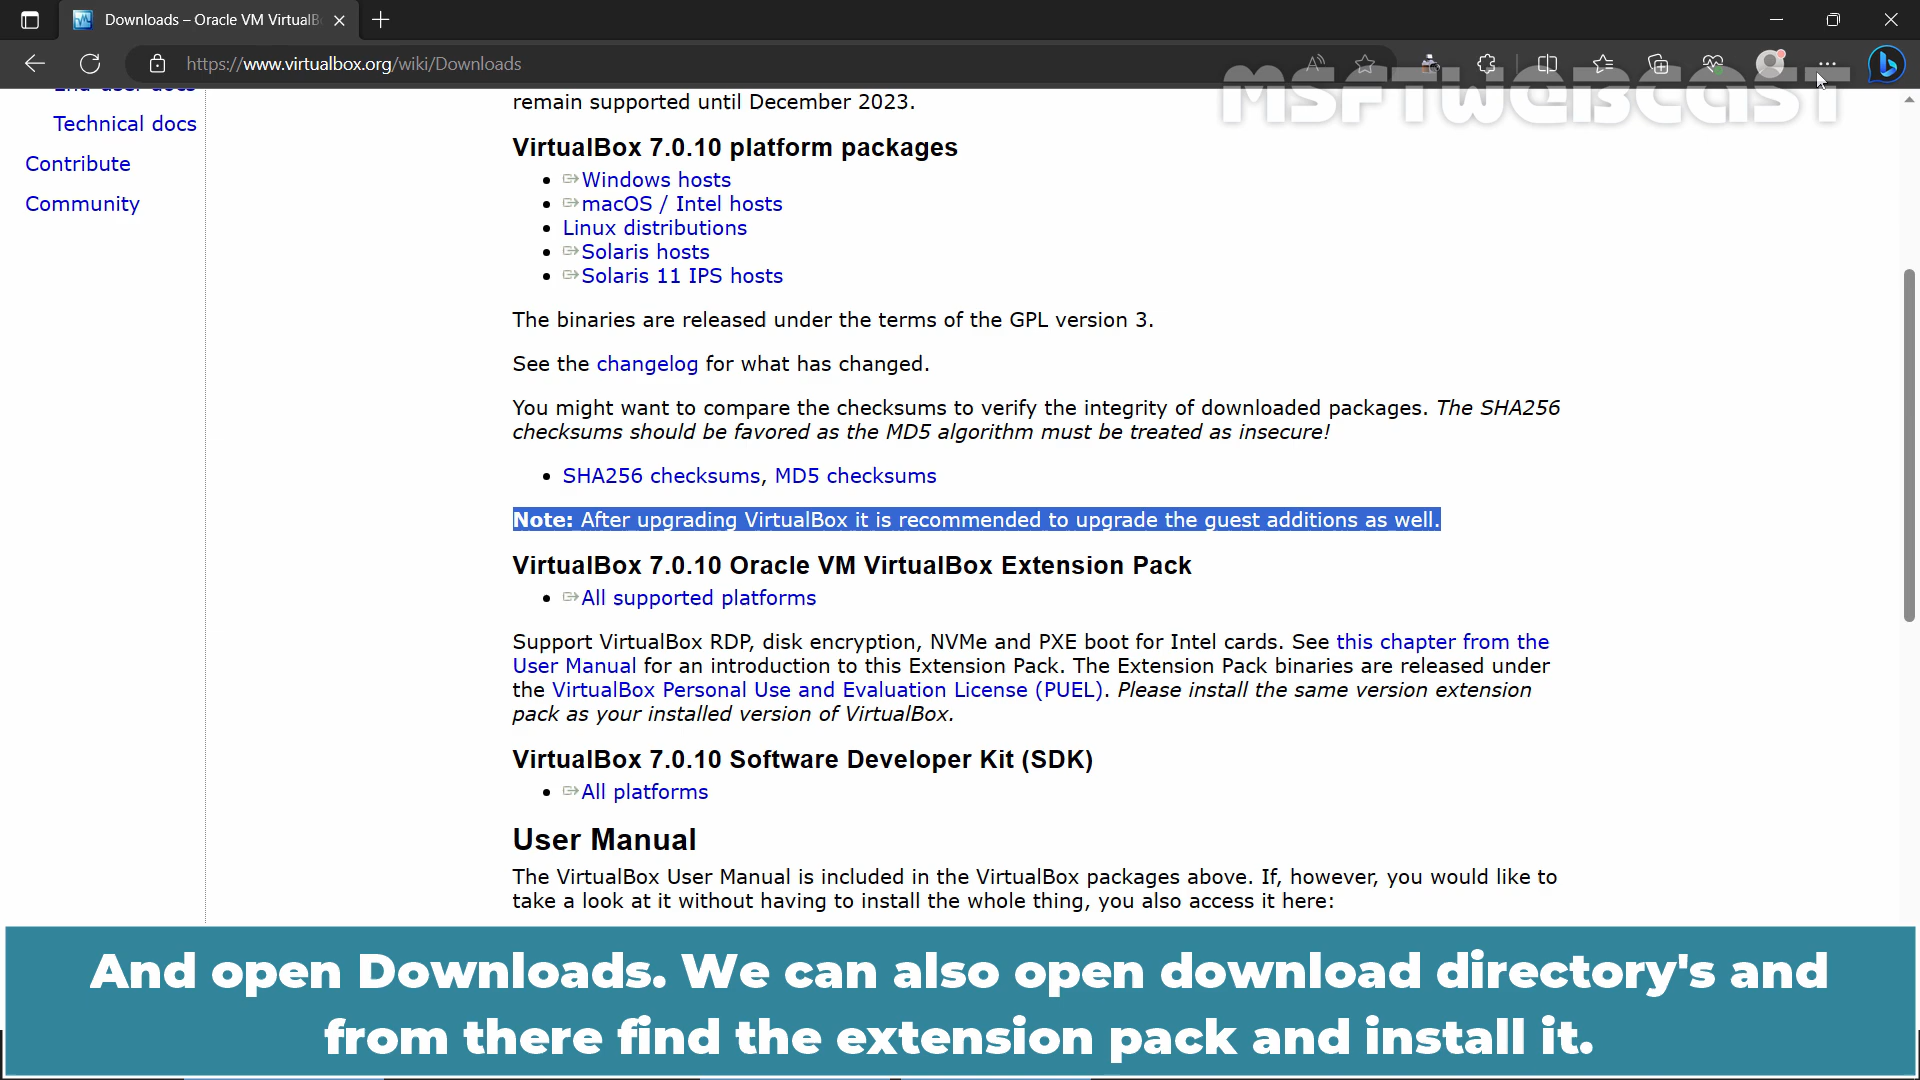 Downloads – Oracle VM VirtualB
https://www.virtualbox.org/wiki/Downloads
MSFTWEBCAST
Technical docs
Contribute
Community
remain supported until December 2023.
VirtualBox 7.0.10 platform packages
Windows hosts
macOS / Intel hosts
Linux distributions
Solaris hosts
Solaris 11 IPS hosts
The binaries are released under the terms of the GPL version 3.
See the changelog for what has changed.
You might want to compare the checksums to verify the integrity of downloaded packages. The SHA256
checksums should be favored as the MD5 algorithm must be treated as insecure!
SHA256 checksums, MD5 checksums
Note: After upgrading VirtualBox it is recommended to upgrade the guest additions as well.
VirtualBox 7.0.10 Oracle VM VirtualBox Extension Pack
All supported platforms
Support VirtualBox RDP, disk encryption, NVMe and PXE boot for Intel cards. See this chapter from the
User Manual for an introduction to this Extension Pack. The Extension Pack binaries are released under
the VirtualBox Personal Use and Evaluation License (PUEL). Please install the same version extension
pack as your installed version of VirtualBox.
VirtualBox 7.0.10 Software Developer Kit (SDK)
All platforms
User Manual
The VirtualBox User Manual is included in the VirtualBox packages above. If, however, you would like to
take a look at it without having to install the whole thing, you also access it here:
And open Downloads. We can also open download directory's and
from there find the extension pack and install it.